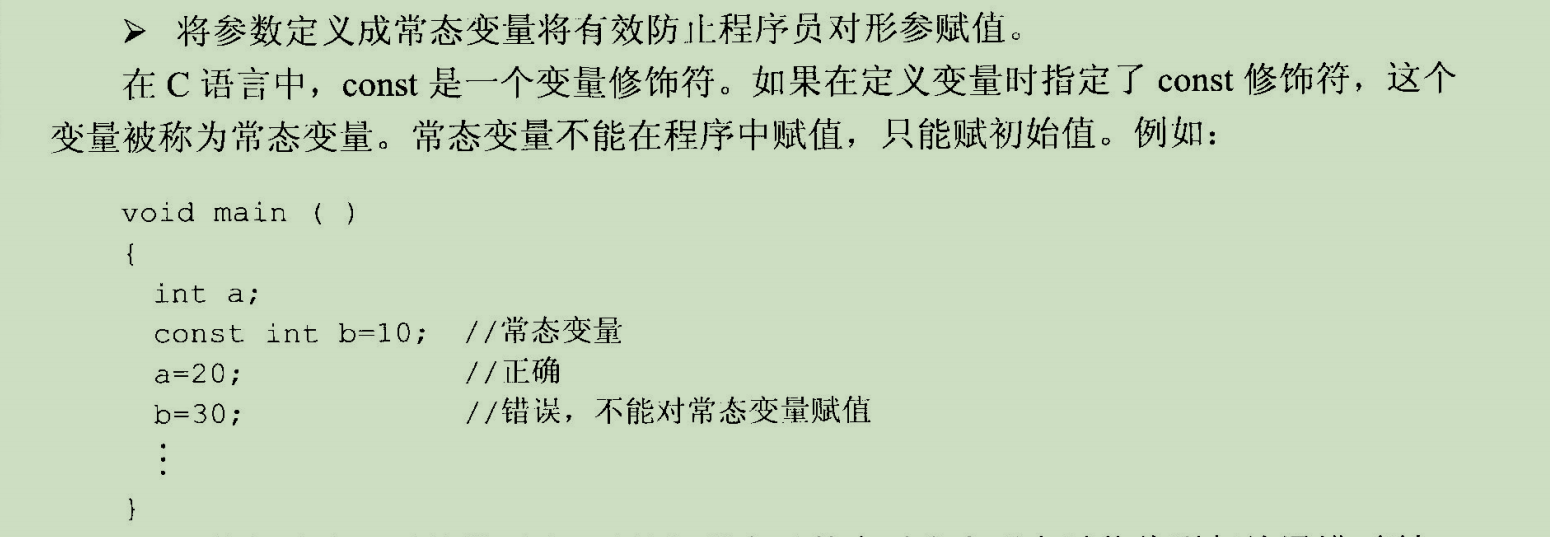 ➤ 将参数定义成常态变量将有效防止程序员对形参赋值。
在 C 语言中，const 是一个变量修饰符。如果在定义变量时指定了 const 修饰符，这个
变量被称为常态变量。常态变量不能在程序中赋值，只能赋初始值。例如：
void main ( )
{
int a;
const int b=10; //常态变量
a=20; //正确
b=30; //错误，不能对常态变量赋值
⋮
}